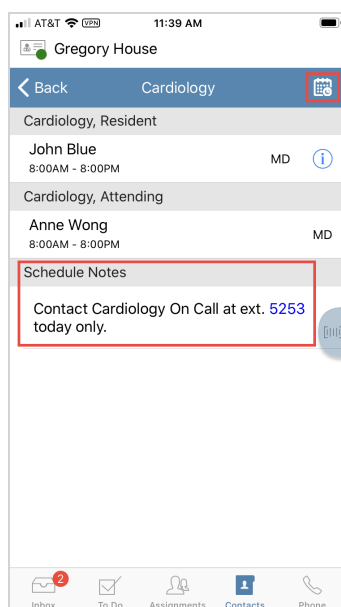 AT&T VPN 11:39 AM
Gregory House
Back Cardiology
Cardiology, Resident
John Blue
8:00AM - 8:00PM
MD
Cardiology, Attending
Anne Wong
8:00AM - 8:00PM
MD
Schedule Notes
Contact Cardiology On Call at ext. 5253
today only.
2
Inbox To Do Assignments Contacts Phone